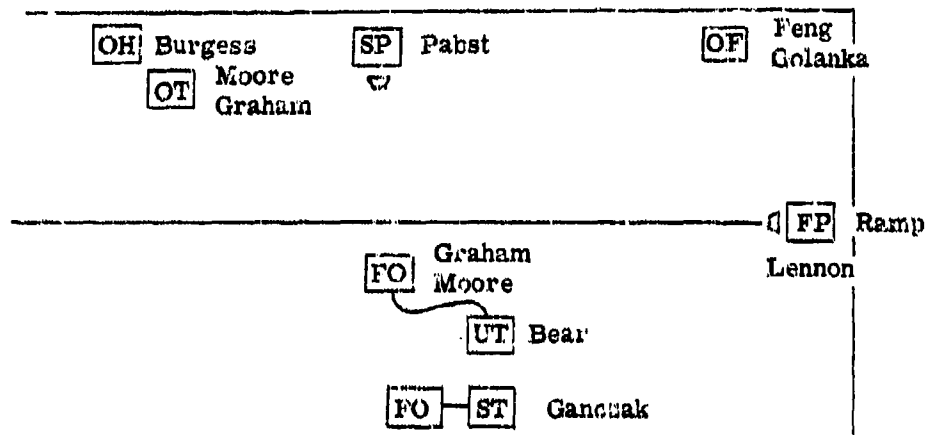 OH Burgess
SP Pabst
OF Feng
Golanka
OT Moore
Graham
FP Ramp
Lennon
FO Graham
Moore
UT Bear
FO ST